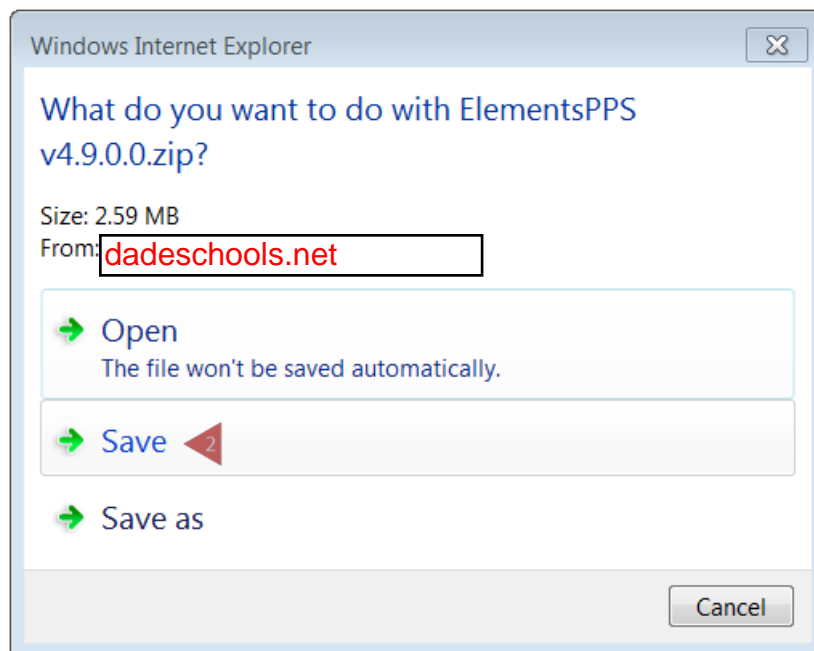 Windows Internet Explorer
What do you want to do with ElementsPPS
v4.9.0.0.zip?
Size: 2.59 MB
From: dadeschools.net
Open
The file won't be saved automatically.
Save 2
Save as
Cancel